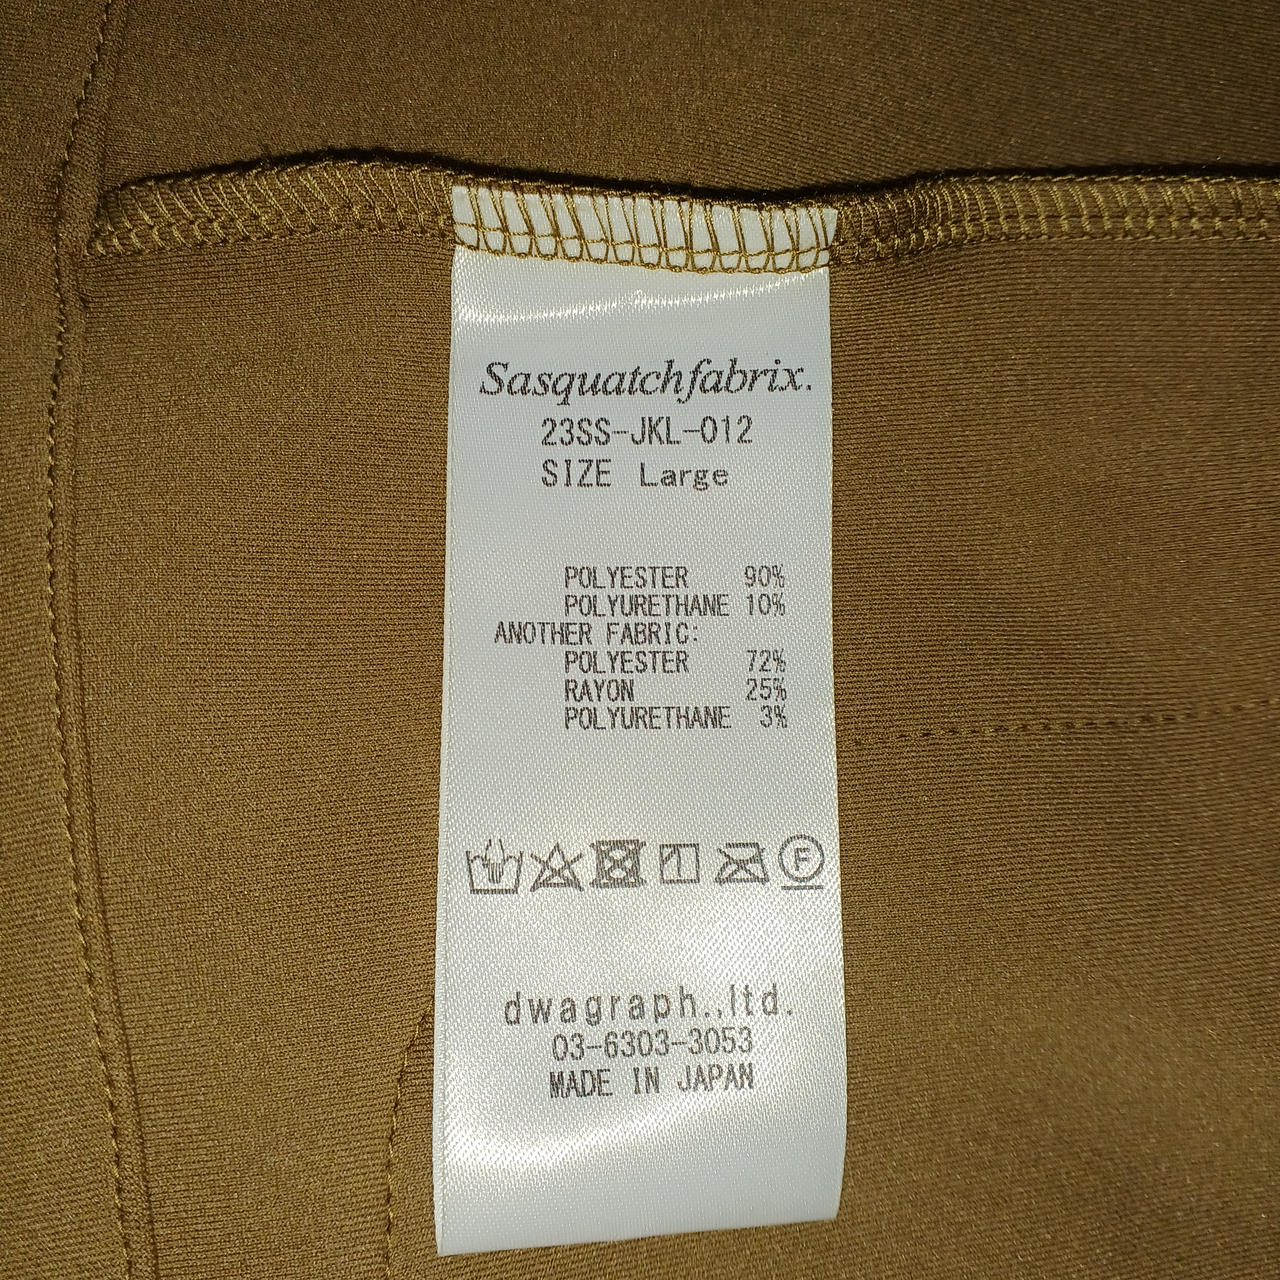 Sasquatchfabrix.
23SS-JKL-012
SIZE Large
POLYESTER 90%
POLYURETHANE 10%
ANOTHER FABRIC:
POLYESTER 72%
RAYON 25%
POLYURETHANE 3%
F
dwagraph.,ltd.
03-6303-3053
MADE IN JAPAN